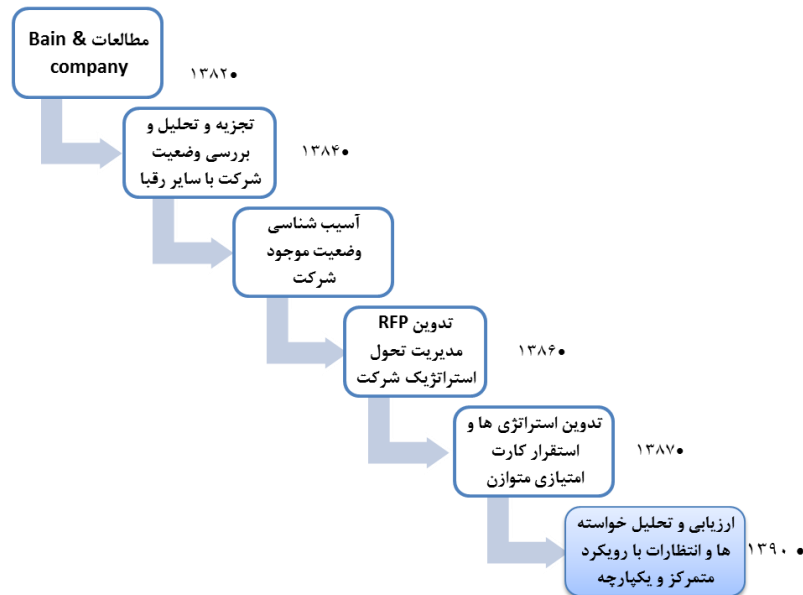 مطالعات Bain &
company
۱۳۸۲•
تجزیه و تحلیل و
بررسی وضعیت
شرکت با سایر رقبا
۱۳۸۴•
آسیب شناسی
وضعیت موجود
شرکت
تدوین RFP
مدیریت تحول
استراتژیک شرکت
۱۳۸۶•
تدوین استراتژی ها و
استقرار کارت
امتیازی متوازن
۱۳۸۷•
ارزیابی و تحلیل خواسته
ها و انتظارات با رویکرد
متمرکز و یکپارچه
۱۳۹۰ •